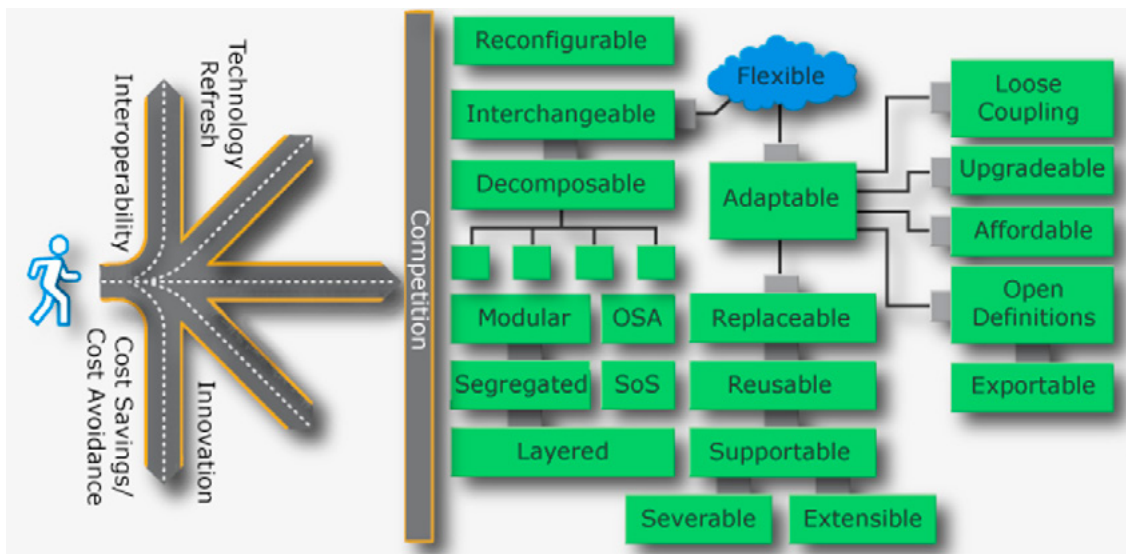 Interoperability
Technology
Refresh
Cost Savings/
Cost Avoidance
Innovation
Competition
Reconfigurable
Interchangeable
Decomposable
Modular
OSA
Segregated
SoS
Layered
Flexible
Adaptable
Replaceable
Reusable
Supportable
Severable
Extensible
Loose
Coupling
Upgradeable
Affordable
Open
Definitions
Exportable